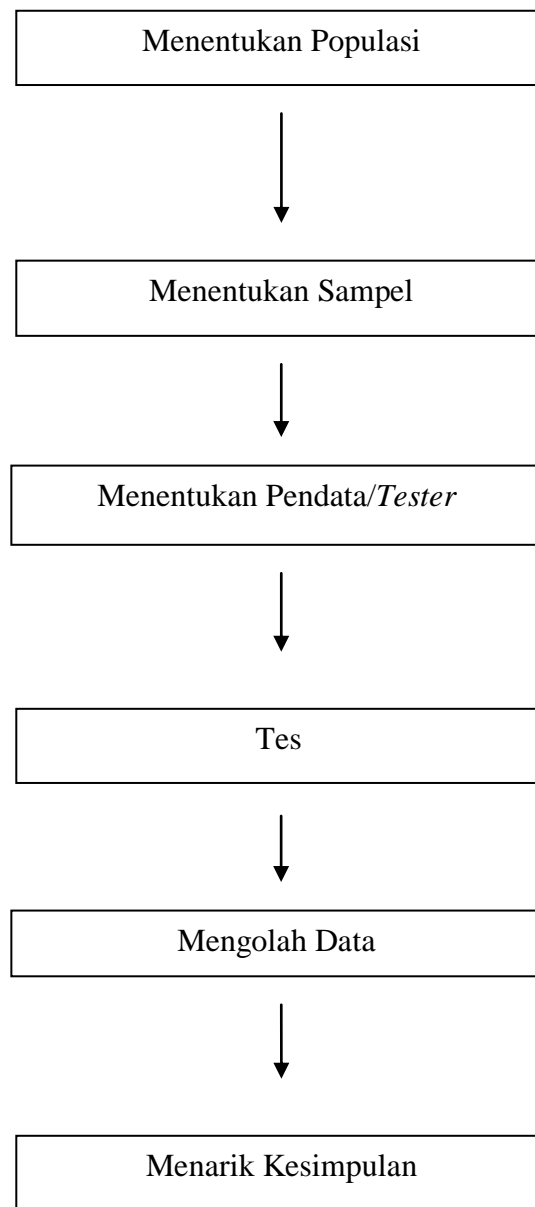 Menentukan Populasi
Menentukan Sampel
Menentukan Pendata/Tester
Tes
Mengolah Data
Menarik Kesimpulan